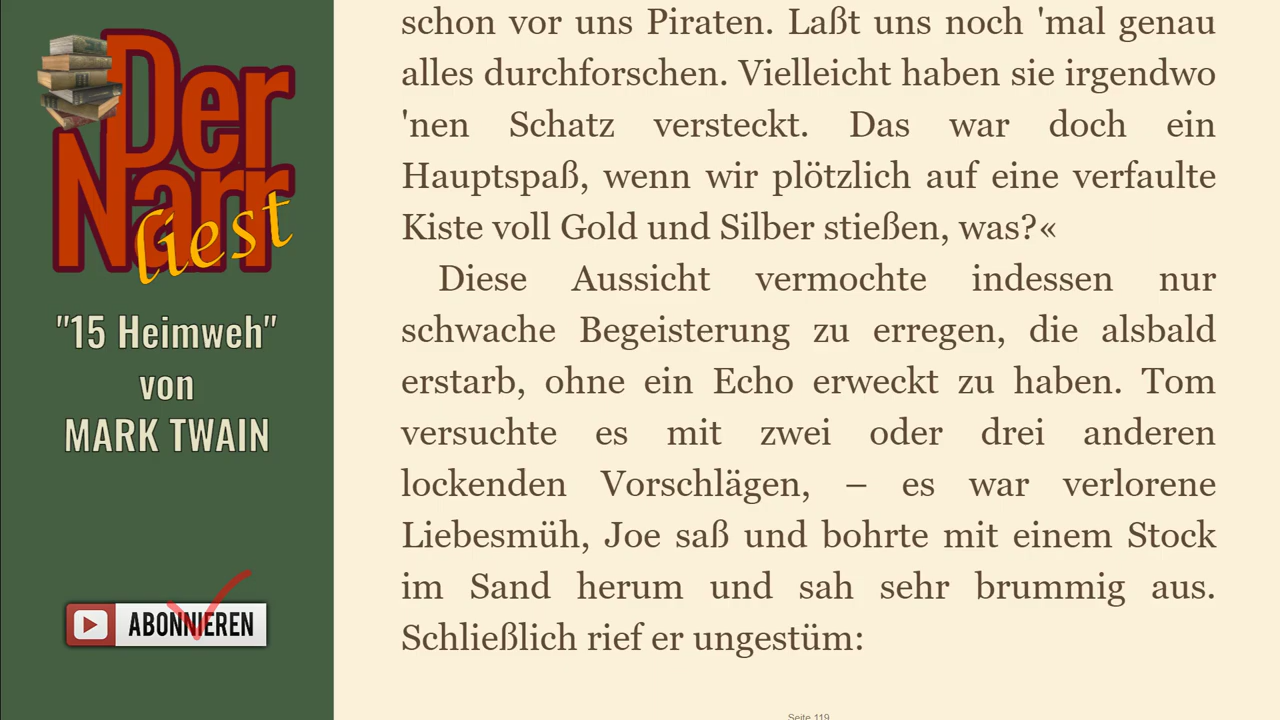 Der
Narr
liest
"15 Heimweh"
von
MARK TWAIN
ABONNIEREN
schon vor uns Piraten. Laßt uns noch 'mal genau
alles durchforschen. Vielleicht haben sie irgendwo
'nen Schatz versteckt. Das war doch ein
Hauptspaß, wenn wir plötzlich auf eine verfaulte
Kiste voll Gold und Silber stießen, was?«
Diese Aussicht vermochte indessen nur
schwache Begeisterung zu erregen, die alsbald
erstarb, ohne ein Echo erweckt zu haben. Tom
versuchte es mit zwei oder drei anderen
lockenden Vorschlägen, – es war verlorene
Liebesmüh, Joe saß und bohrte mit einem Stock
im Sand herum und sah sehr brummig aus.
Schließlich rief er ungestüm:
Seite 119